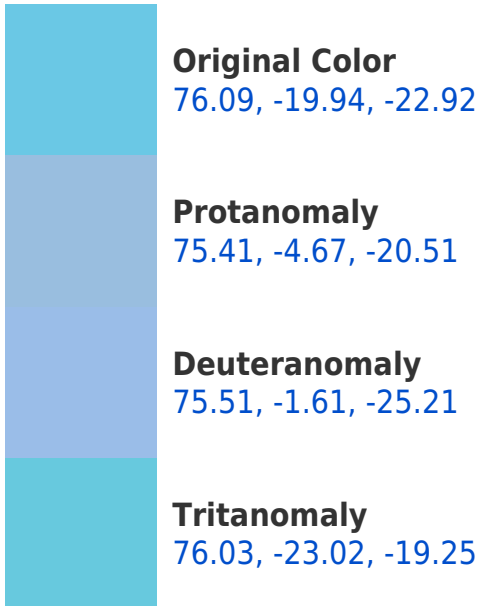 Original Color
76.09, -19.94, -22.92
Protanomaly
75.41, -4.67, -20.51
Deuteranomaly
75.51, -1.61, -25.21
Tritanomaly
76.03, -23.02, -19.25